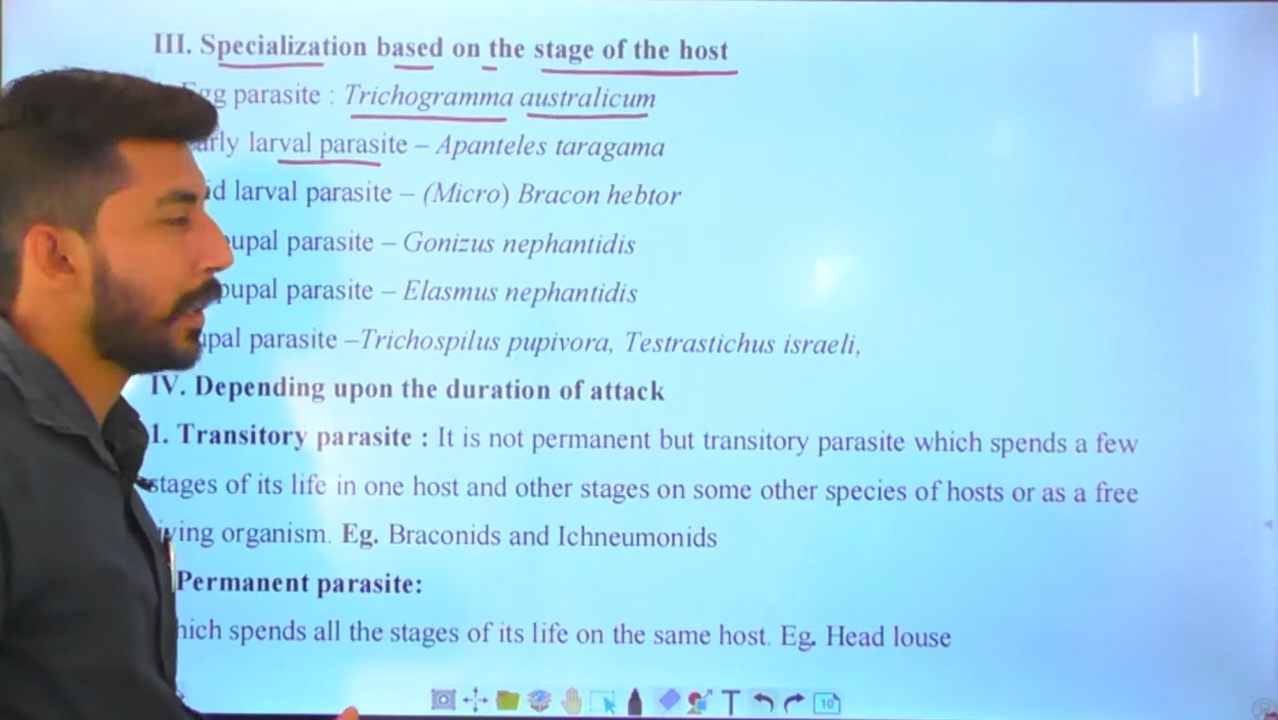 III. Specialization based on the stage of the host
gg parasite : Trichogramma australicum
arly larval parasite – Apanteles taragama
id larval parasite – (Micro) Bracon hebtor
upal parasite – Gonizus nephantidis
pupal parasite – Elasmus nephantidis
upal parasite –Trichospilus pupivora, Testrastichus israeli,
IV. Depending upon the duration of attack
1. Transitory parasite : It is not permanent but transitory parasite which spends a few
stages of its life in one host and other stages on some other species of hosts or as a free
iving organism. Eg. Braconids and Ichneumonids
Permanent parasite:
hich spends all the stages of its life on the same host. Eg. Head louse
T 10